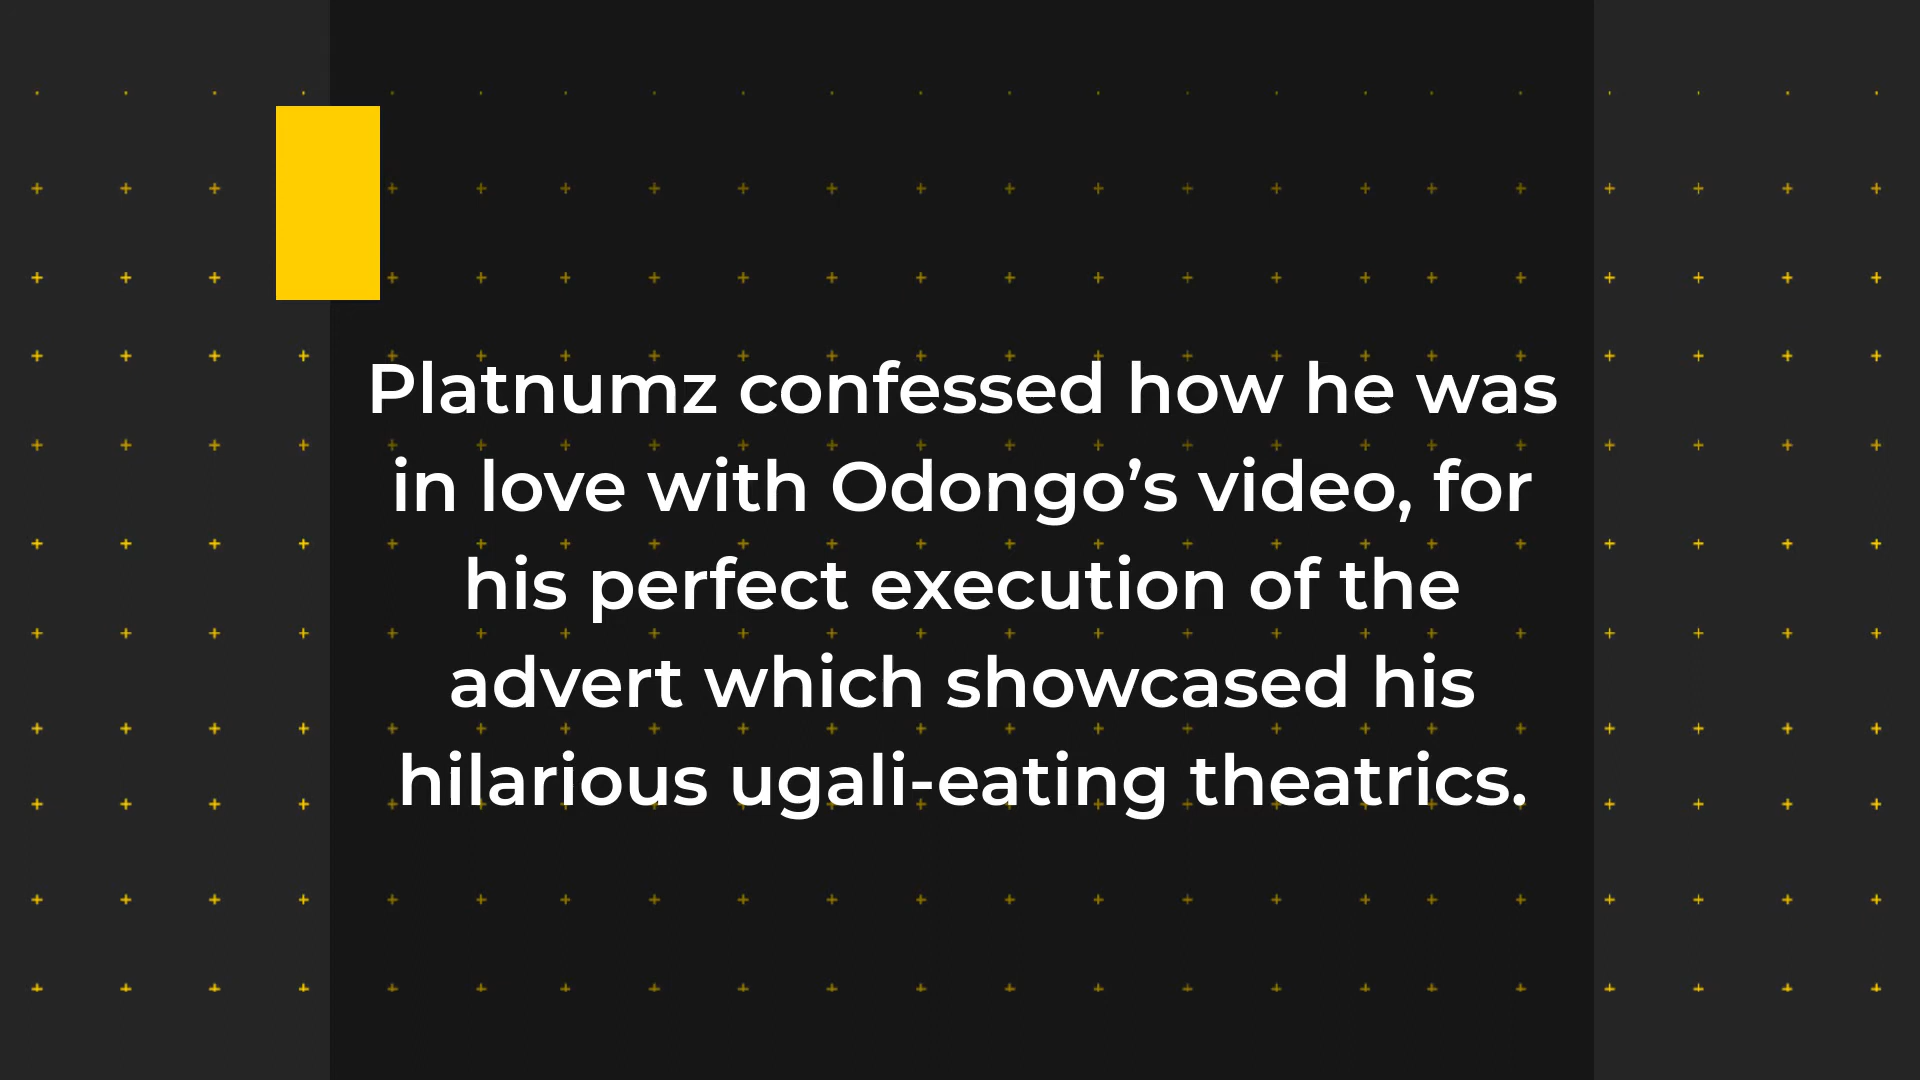 Platnumz confessed how he was
in love with Odongo’s video, for
his perfect execution of the
advert which showcased his
hilarious ugali-eating theatrics.